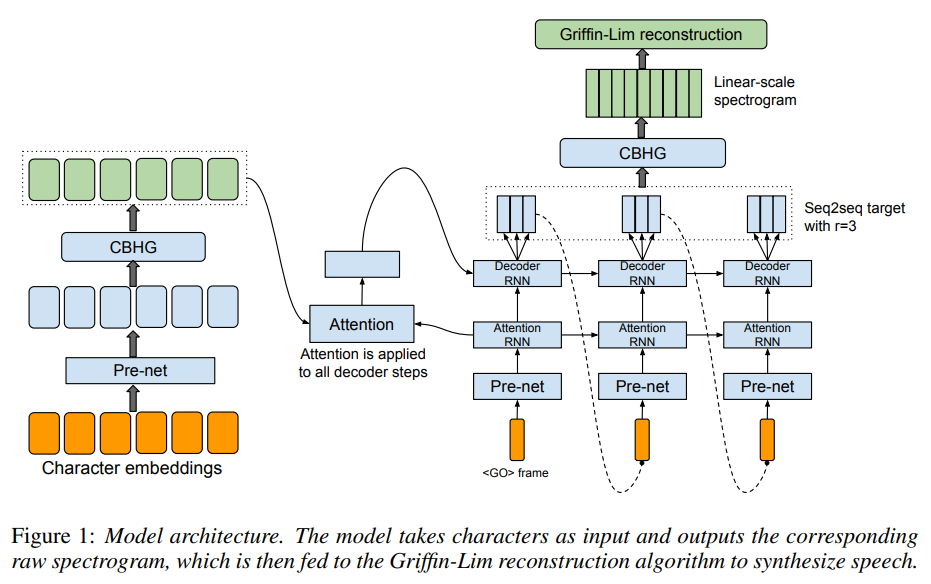 Griffin-Lim reconstruction
Linear-scale
spectrogram
CBHG
Seq2seq target
with r=3
CBHG
Decoder
RNN
Decoder
RNN
Decoder
RNN
Attention
Attention is applied
to all decoder steps
Attention
RNN
Attention
RNN
Attention
RNN
Pre-net
Pre-net
Pre-net
Pre-net
Character embeddings
<GO> frame
Figure 1: Model architecture. The model takes characters as input and outputs the corresponding
raw spectrogram, which is then fed to the Griffin-Lim reconstruction algorithm to synthesize speech.